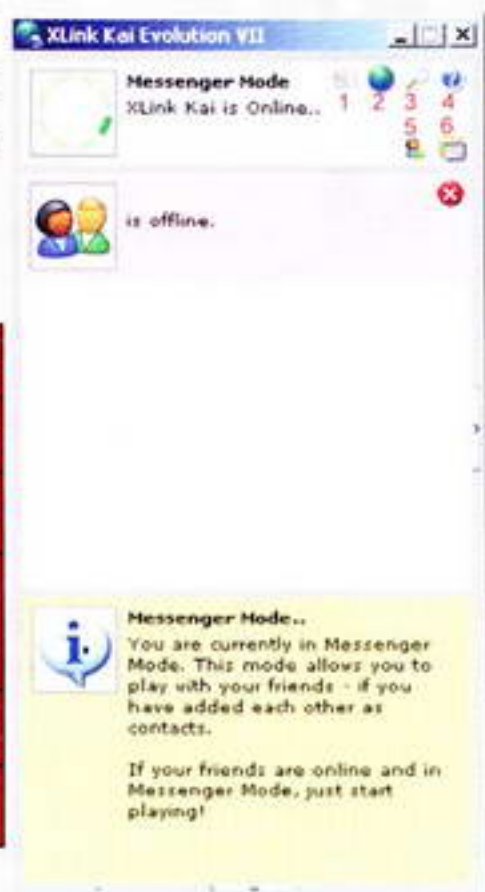 XLink Kai Evolution VII
Messenger Mode
XLink Kai is Online..
1 2 3 4
5 6
is offline.
Messenger Mode..
You are currently in Messenger
Mode. This mode allows you to
play with your friends - if you
have added each other as
contacts.
If your friends are online and in
Messenger Mode, just start
playing!